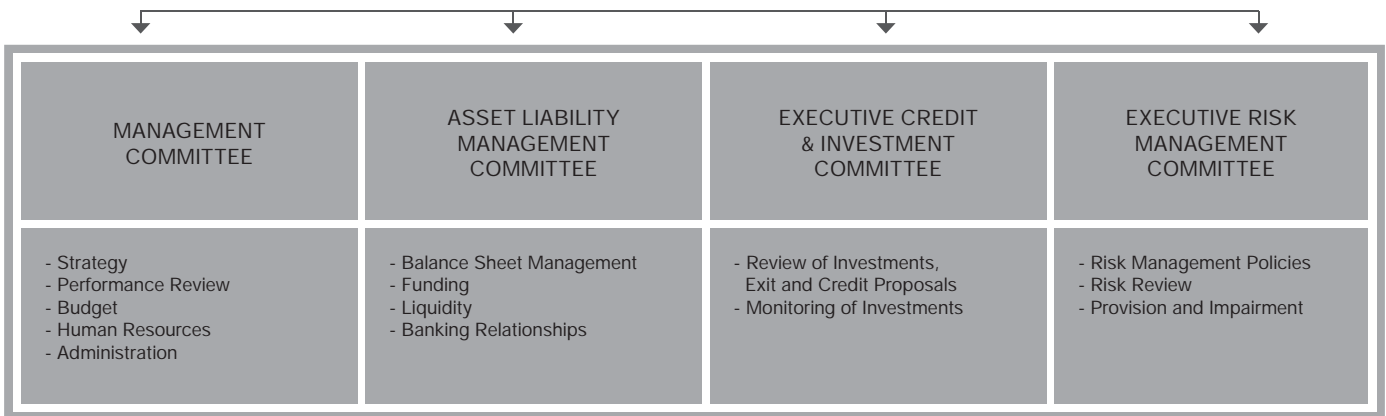 MANAGEMENT
COMMITTEE
ASSET LIABILITY
MANAGEMENT
COMMITTEE
EXECUTIVE CREDIT
& INVESTMENT
COMMITTEE
EXECUTIVE RISK
MANAGEMENT
COMMITTEE
- Strategy
- Performance Review
- Budget
- Human Resources
- Administration
- Balance Sheet Management
- Funding
- Liquidity
- Banking Relationships
- Review of Investments,
Exit and Credit Proposals
- Monitoring of Investments
- Risk Management Policies
- Risk Review
- Provision and Impairment